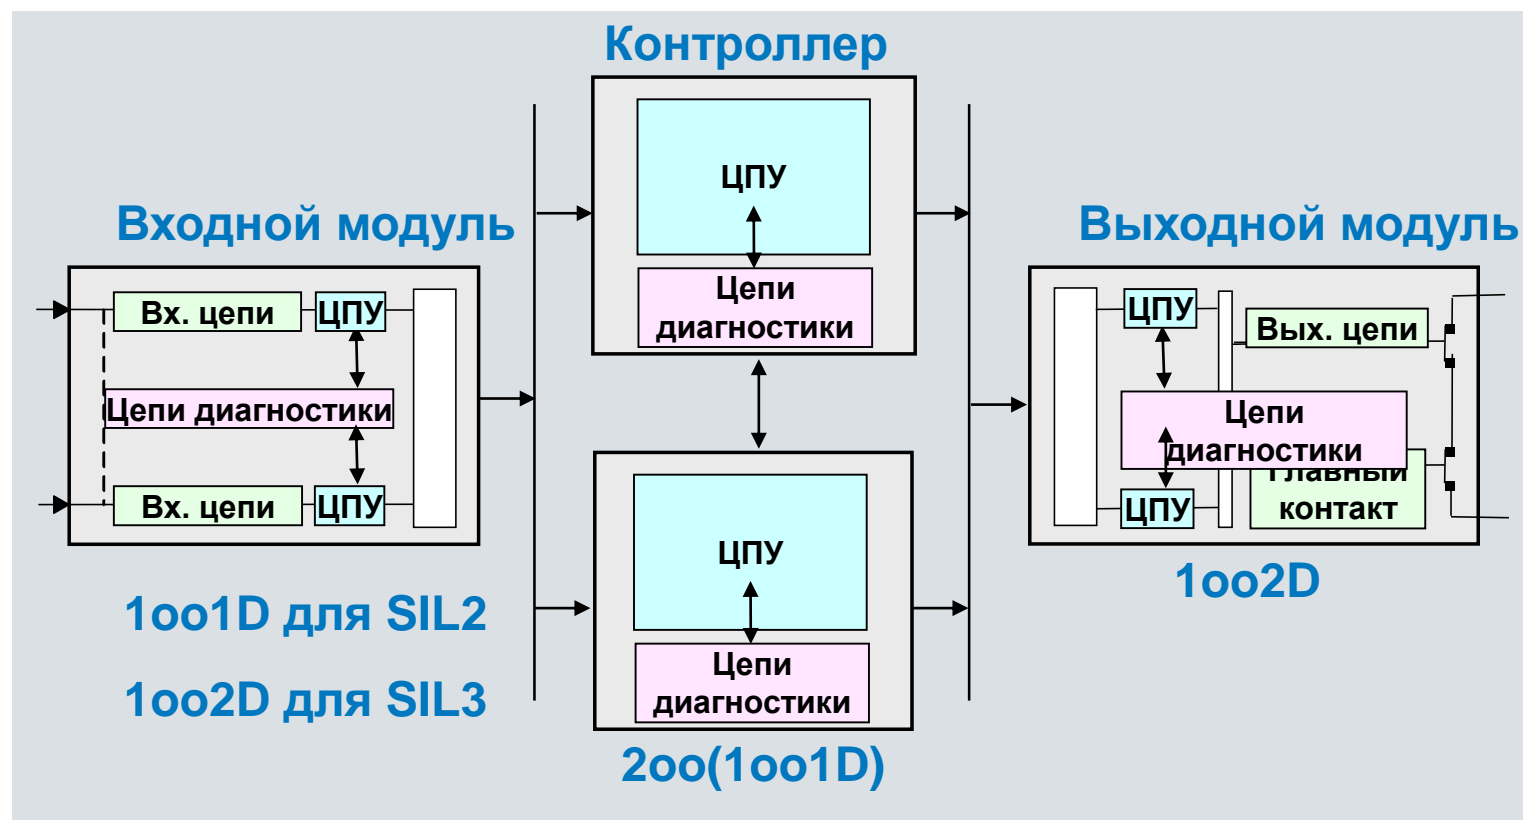 Контроллер
ЦПУ
Цепи
диагностики
Входной модуль
Вх. цепи
ЦПУ
Цепи диагностики
Вх. цепи
ЦПУ
1oo1D для SIL2
1oo2D для SIL3
ЦПУ
Цепи
диагностики
2oo(1oo1D)
Выходной модуль
ЦПУ
Вых. цепи
Цепи
диагностики
Главный
контакт
ЦПУ
1oo2D